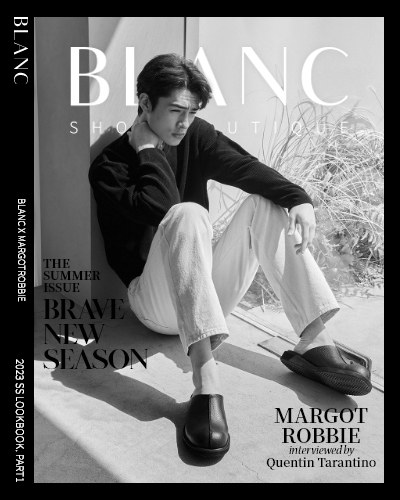 BLANC
BLANC X MARGOTROBBIE
2023 SS LOOKBOOK, PART1
BLANC
THE
SUMMER
ISSUE
BRAVE
NEW
SEASON
MARGOT
ROBBIE
interviewed by
Quentin Tarantino